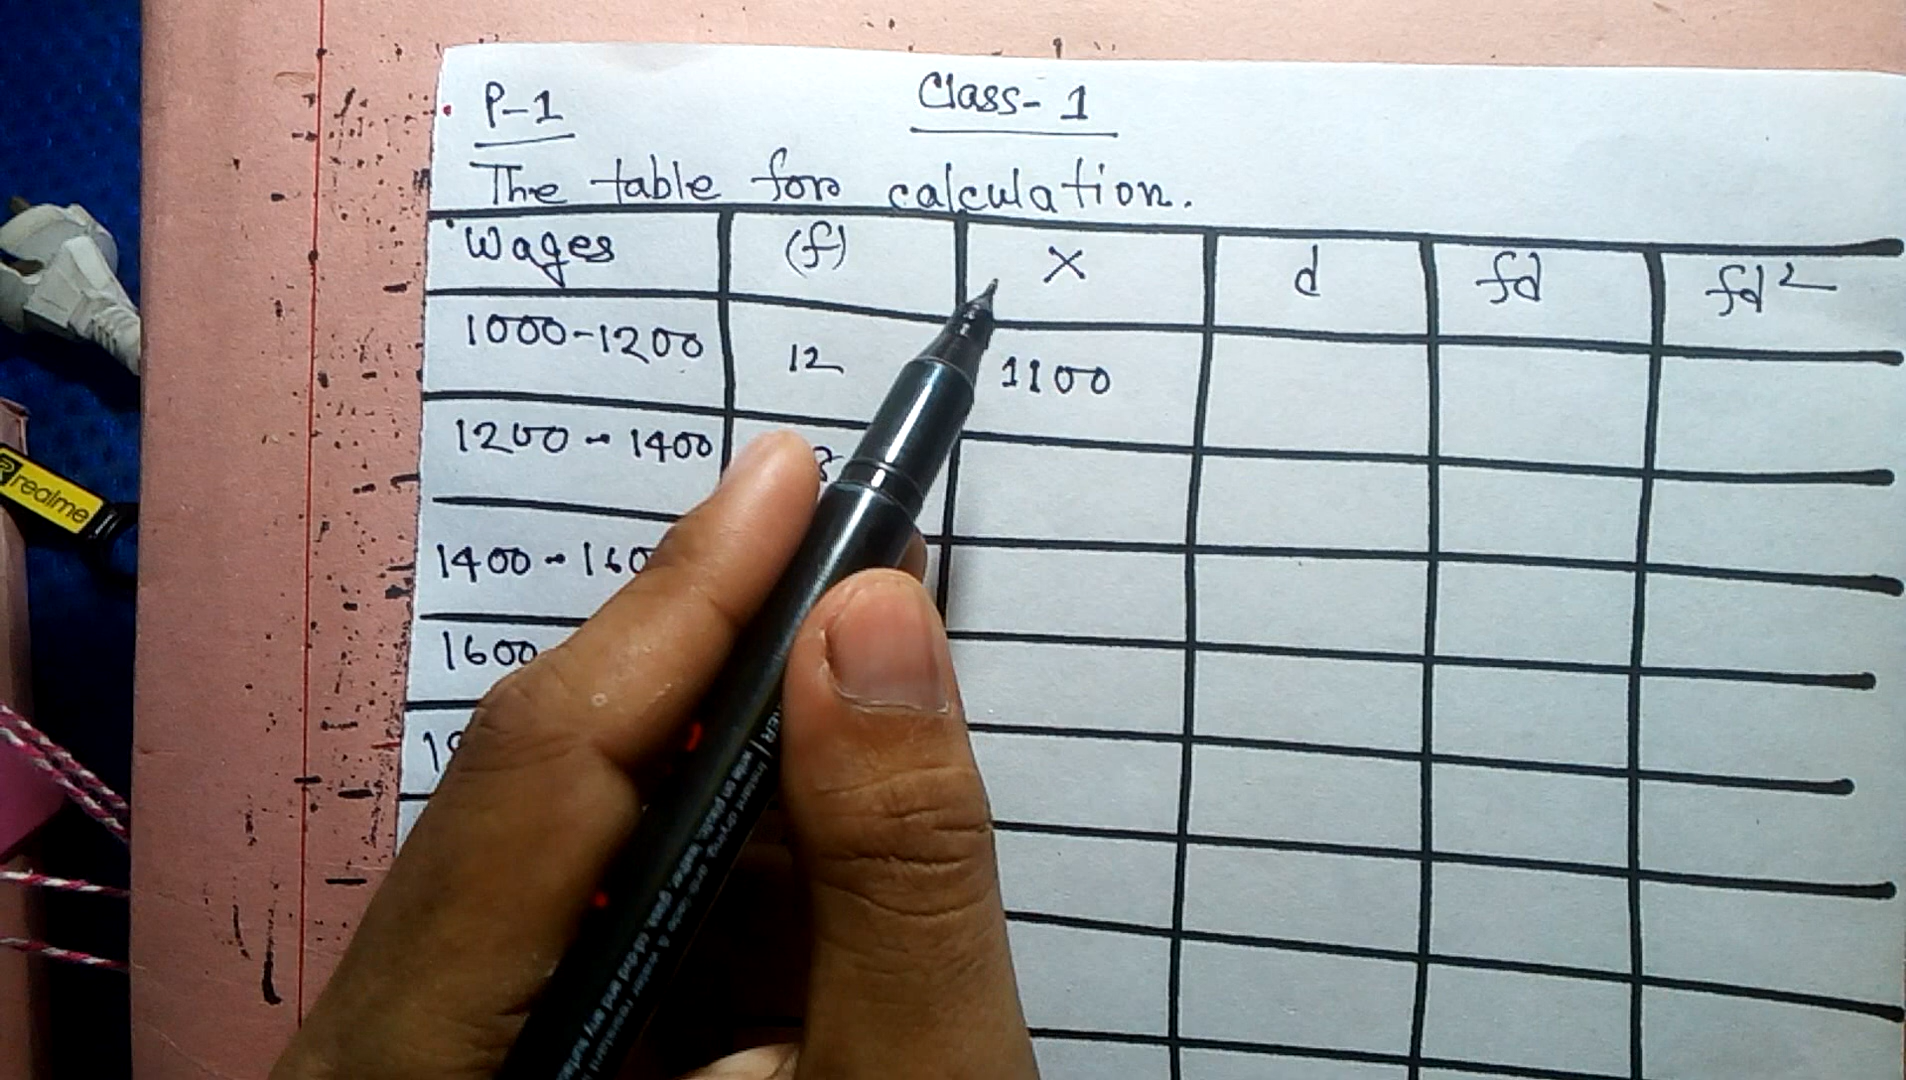 P-1
Class-1
The table for calculation.
Wages (f) X d fd fd²
1000-1200 12 1100
1200-1400
1400-
1600
realme